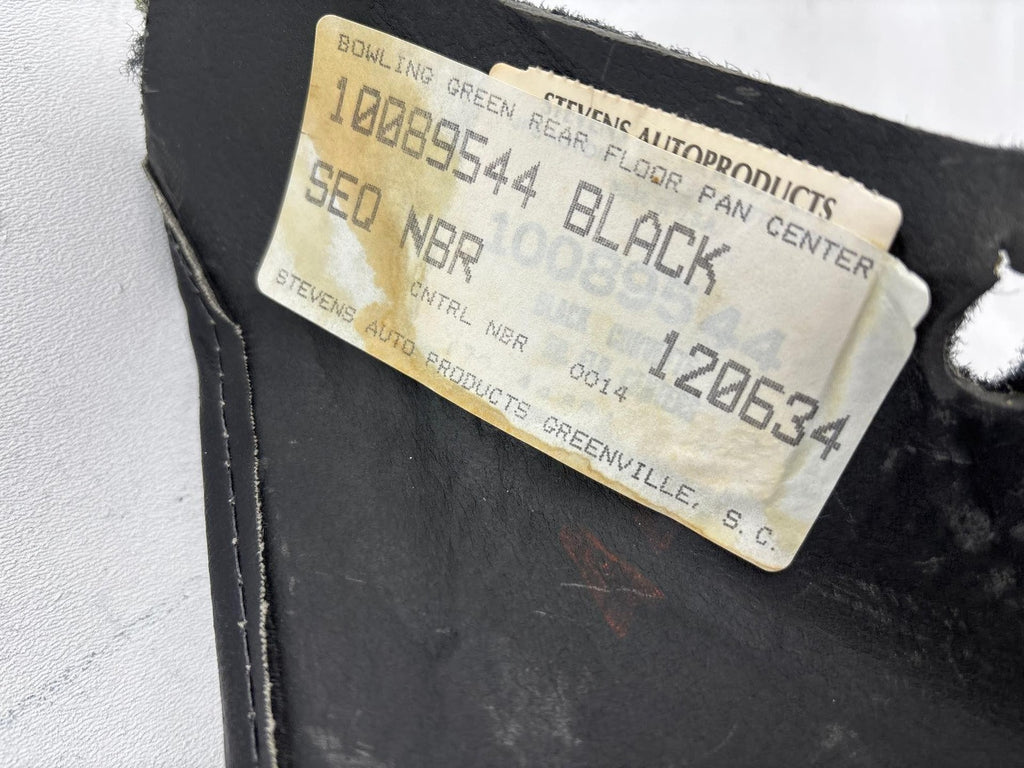 STEVENS AUTOPRODUCTS
BOWLING GREEN REAR FLOOR PAN CENTER
10089544 BLACK
SEQ NBR 120634
CNTRL NBR 0014
STEVENS AUTO PRODUCTS GREENVILLE, S. C.
10089544
BLACK